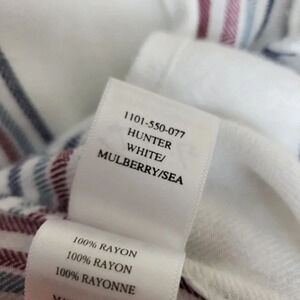 1101-550-077
HUNTER
WHITE/
MULBERRY/SEA
100% RAYON
100% RAYON
100% RAYONNE